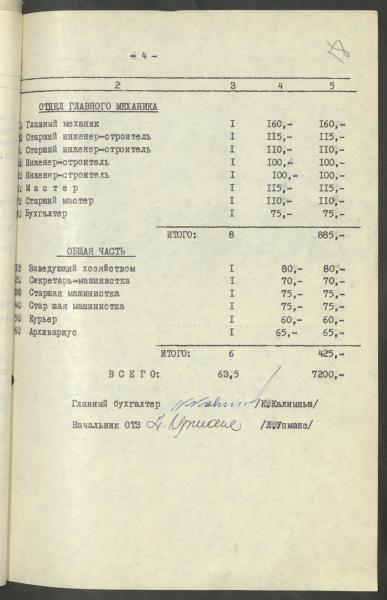 - 4 -
2 3 4 5
ОТДЕЛ ГЛАВНОГО МЕХАНИКА
Главный механик I 160,- 160,-
Старший инженер-строитель I 115,- 115,-
Старший инженер-строитель I 110,- 110,-
Инженер-строитель I 100,- 100,-
Инженер-строитель I 100,- 100,-
М а с т е р I 115,- 115,-
Старший мастер I 110,- 110,-
Бухгалтер I 75,- 75,-
ИТОГО: 8 885,-
ОБЩАЯ ЧАСТЬ
Заведующий хозяйством I 80,- 80,-
Секретарь-машинистка I 70,- 70,-
Старшая машинистка I 75,- 75,-
Стар шая машинистка I 75,- 75,-
Курьер I 60,- 60,-
Архивариус I 65,- 65,-
ИТОГО: 6 425,-
В С Е Г О: 63,5 7200,-
Главный бухгалтер /К.Калныньш/
Начальник ОТЗ /Л.Упмане/